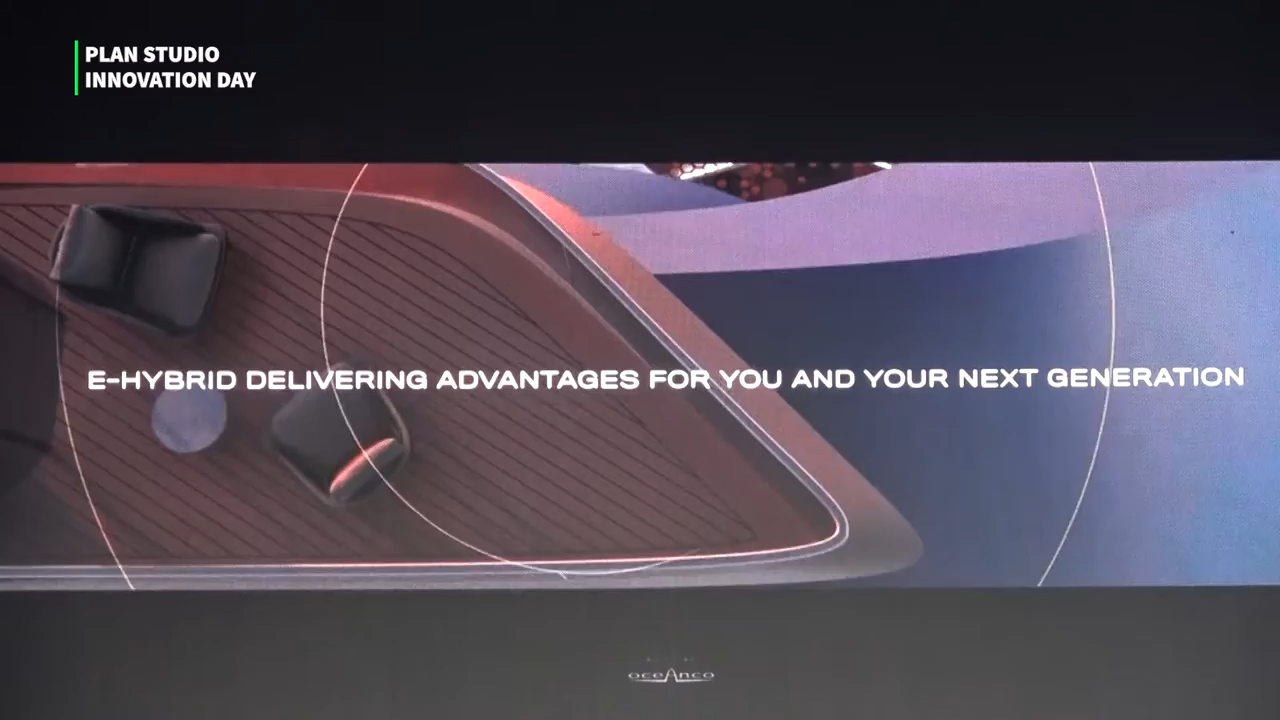 PLAN STUDIO
INNOVATION DAY
E-HYBRID DELIVERING ADVANTAGES FOR YOU AND YOUR NEXT GENERATION
oceAnco